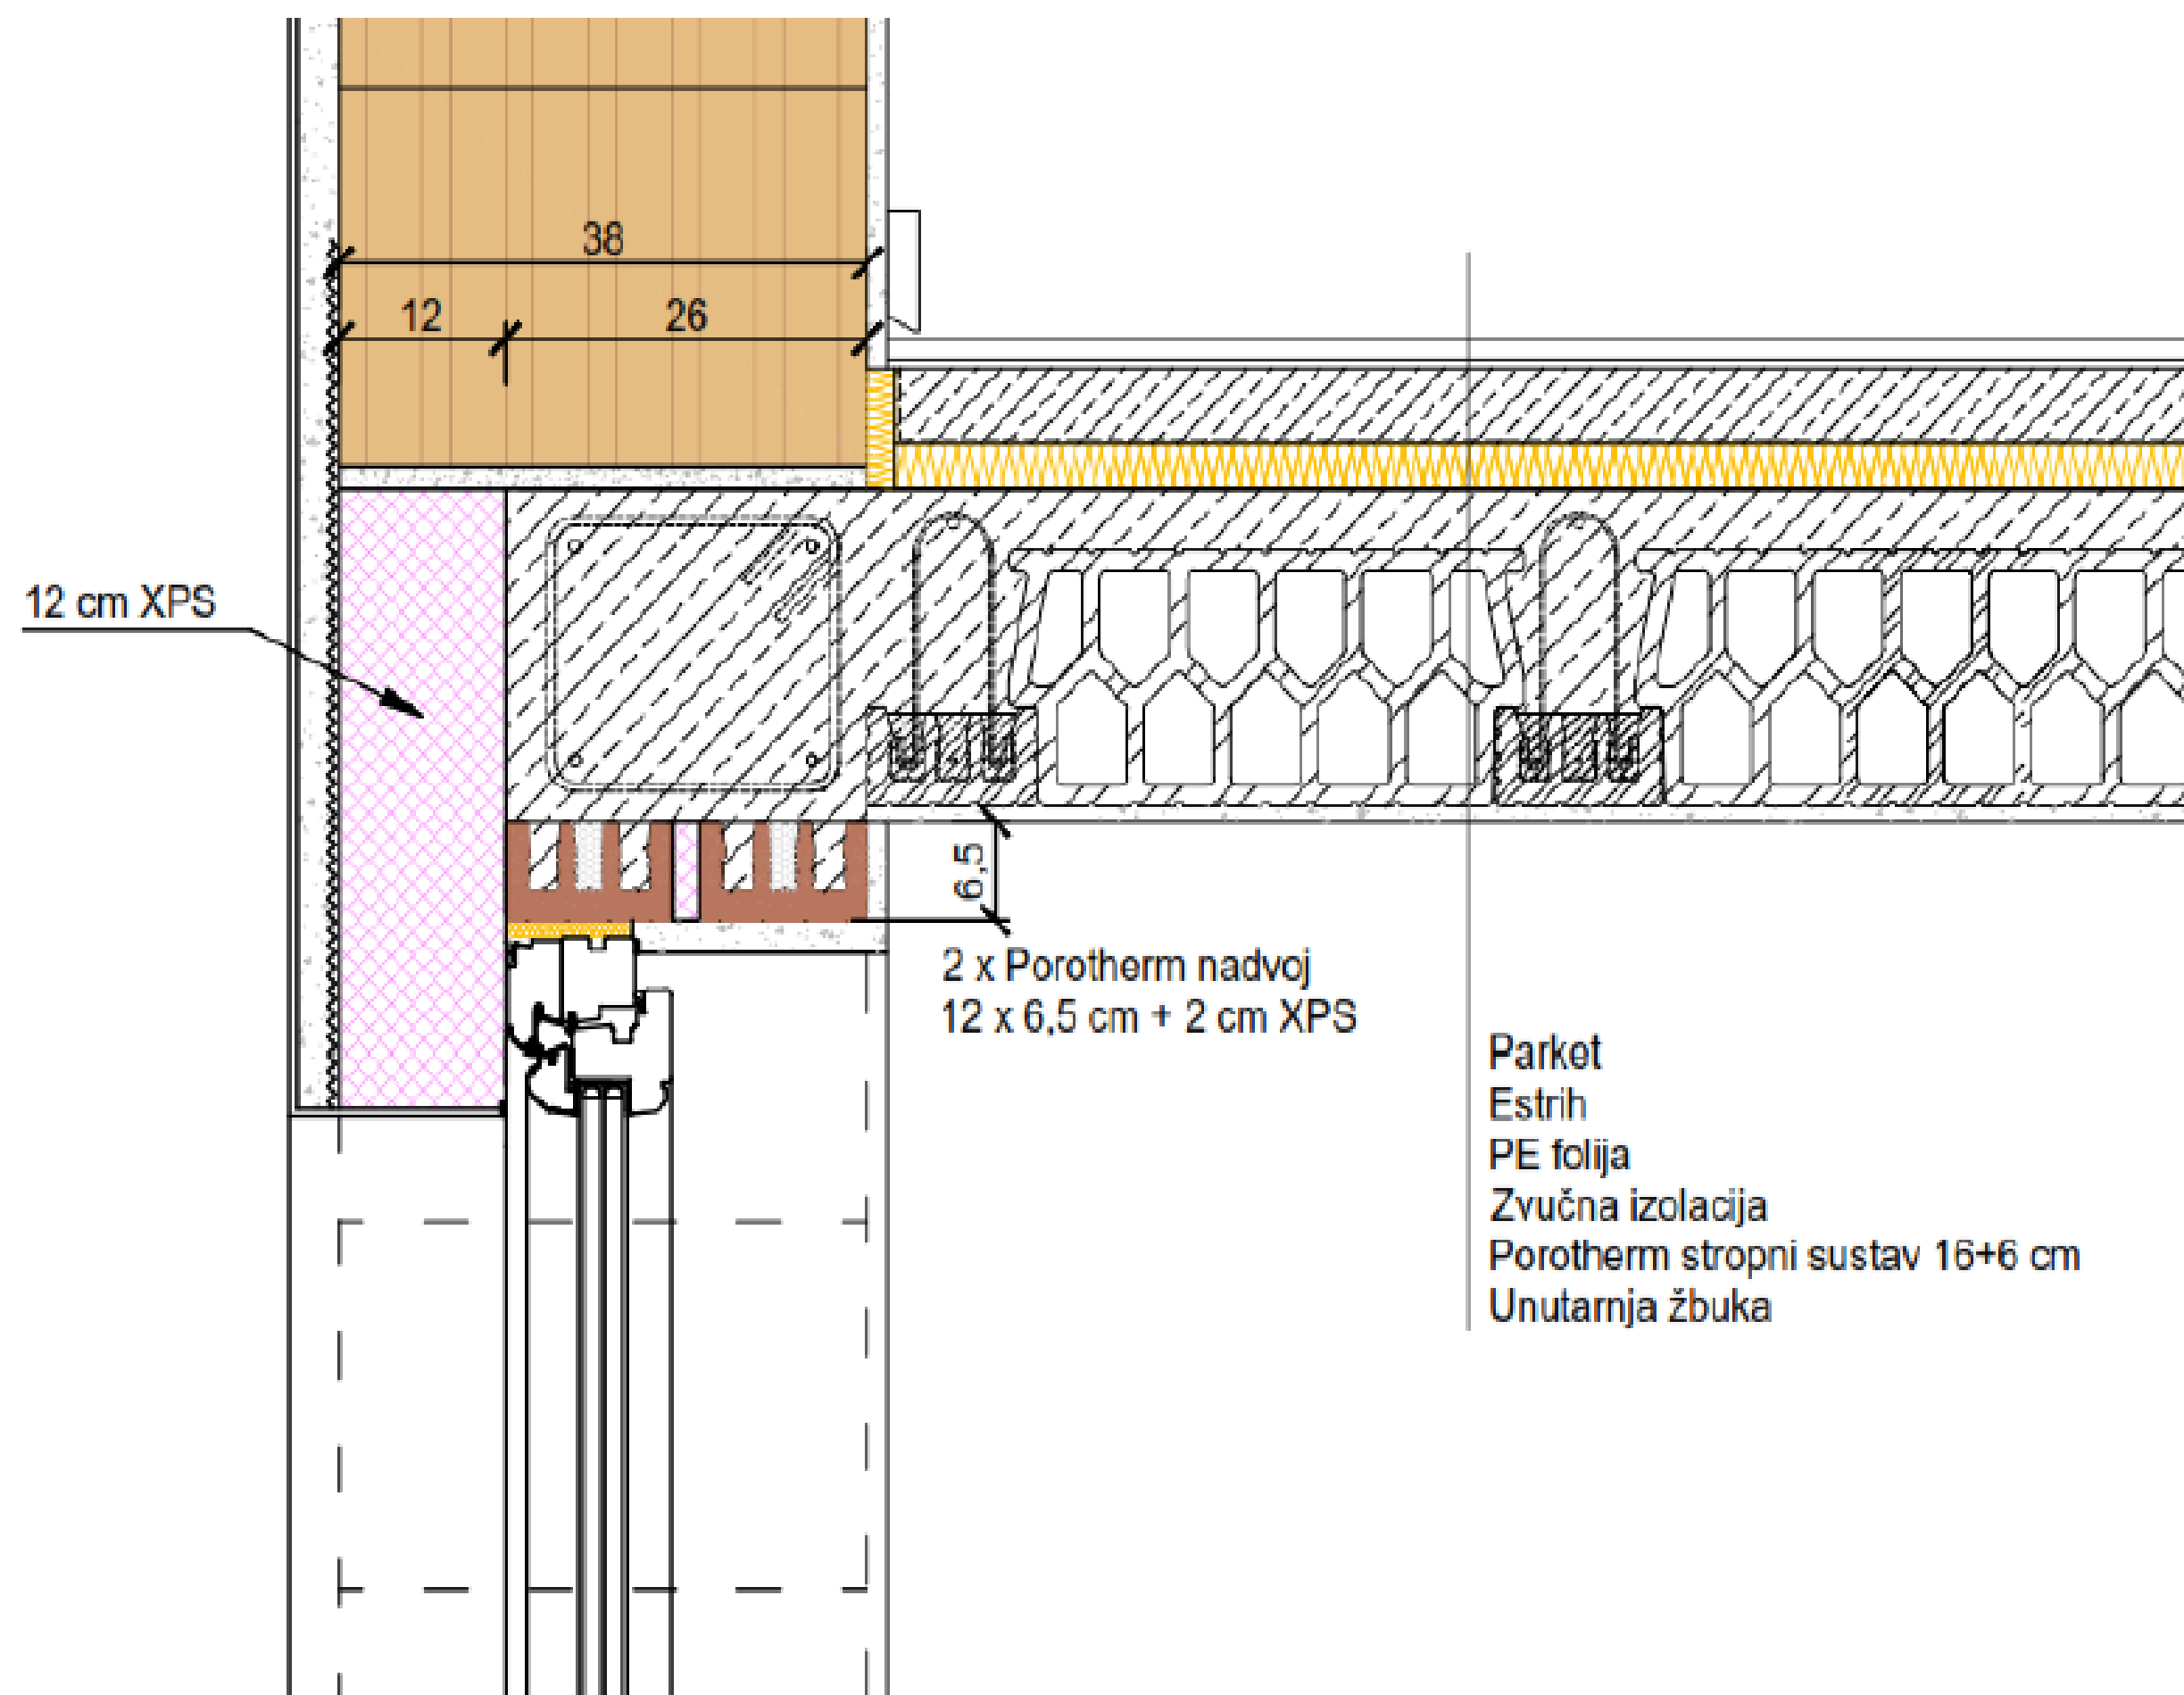 38
12
26
12 cm XPS
6,5
2 x Porotherm nadvoj
12 x 6,5 cm + 2 cm XPS
Parket
Estrih
PE folija
Zvučna izolacija
Porotherm stropni sustav 16+6 cm
Unutarnja žbuka